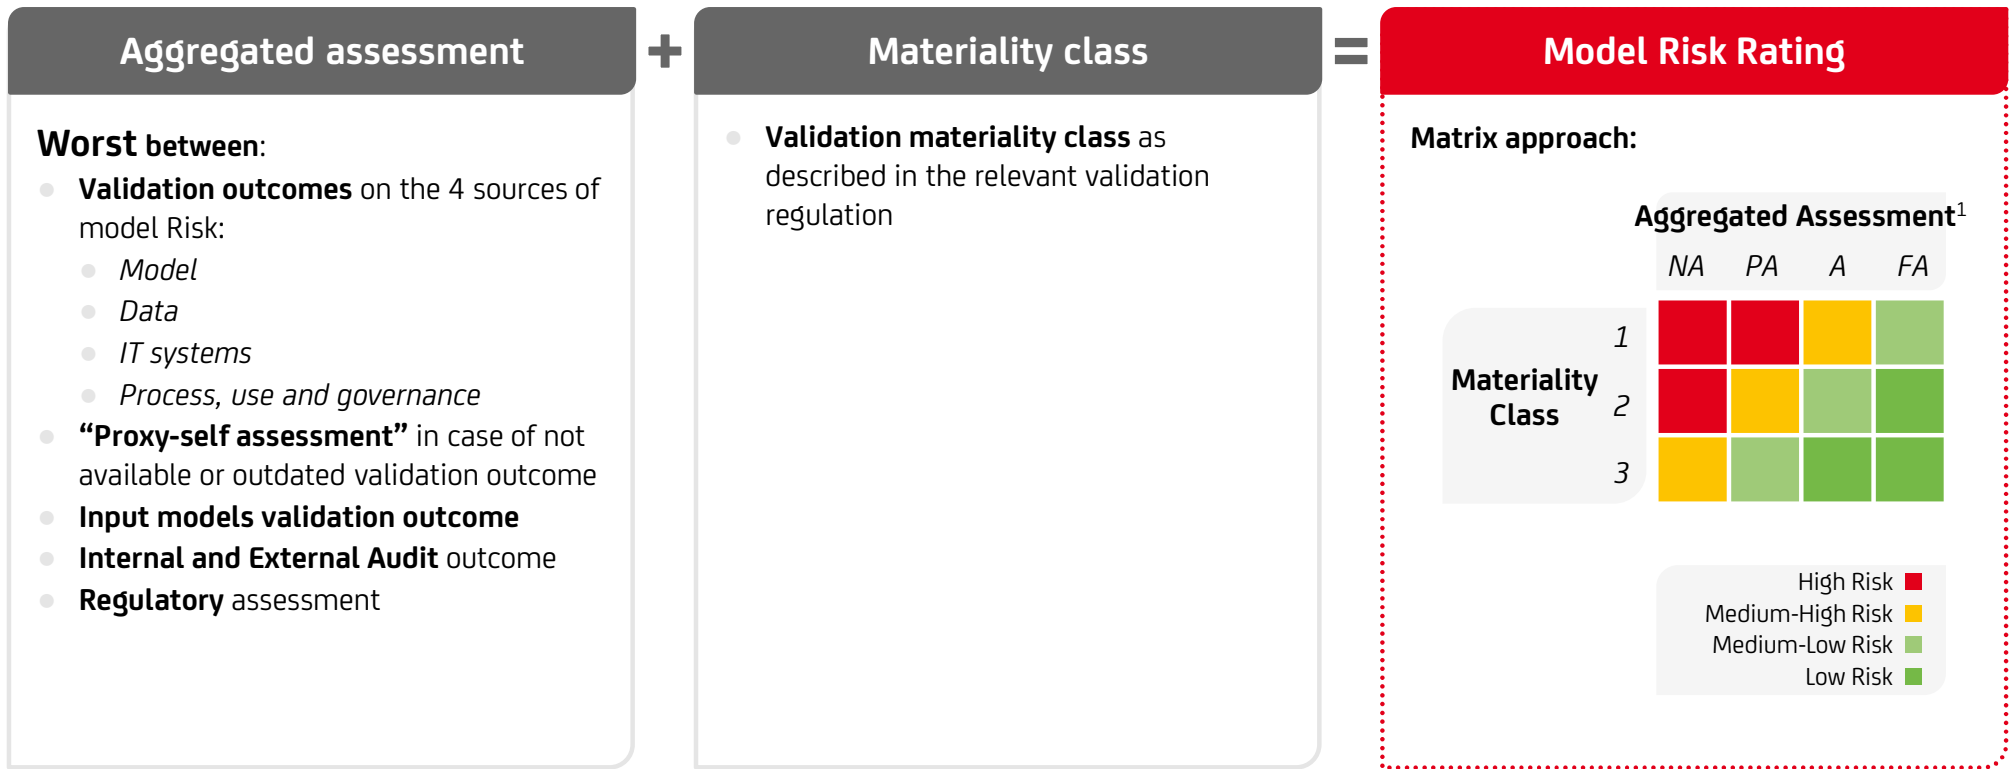 Aggregated assessment
+
Materiality class
=
Model Risk Rating
Worst between:
Validation outcomes on the 4 sources of
model Risk:
Model
Data
IT systems
Process, use and governance
“Proxy-self assessment” in case of not
available or outdated validation outcome
Input models validation outcome
Internal and External Audit outcome
Regulatory assessment
Validation materiality class as
described in the relevant validation
regulation
Matrix approach:
Aggregated Assessment¹
NA PA A FA
Materiality
Class
1
2
3
High Risk
Medium-High Risk
Medium-Low Risk
Low Risk